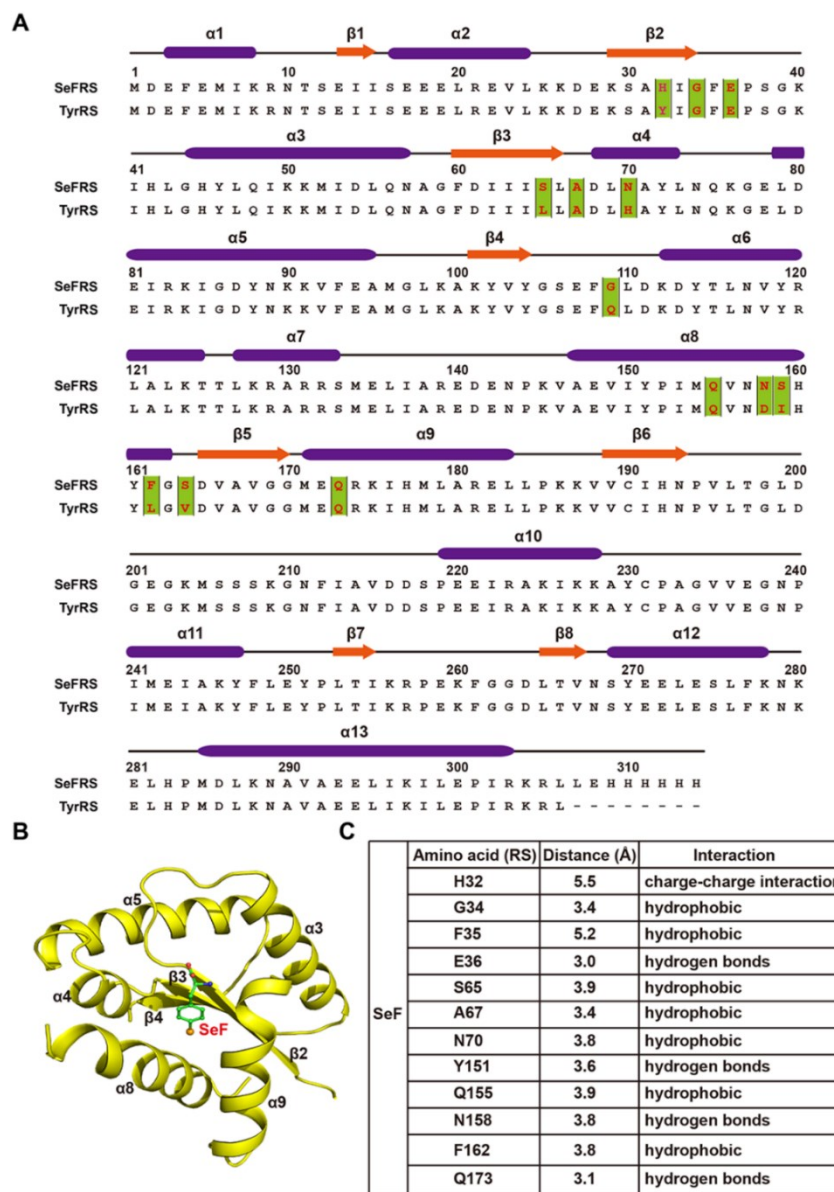 A
α1 β1 α2 β2
1 10 20 30 40
SeFRS M D E F E M I K R N T S E I I S E E E L R E V L K K D E K S A H I G F E P S G K
TyrRS M D E F E M I K R N T S E I I S E E E L R E V L K K D E K S A Y I G F E P S G K
α3 β3 α4
41 50 60 70 80
SeFRS I H L G H Y L Q I K K M I D L Q N A G F D I I I S L A D L N A Y L N Q K G E L D
TyrRS I H L G H Y L Q I K K M I D L Q N A G F D I I I L L A D L H A Y L N Q K G E L D
α5 β4 α6
81 90 100 110 120
SeFRS E I R K I G D Y N K K V F E A M G L K A K Y V Y G S E F G L D K D Y T L N V Y R
TyrRS E I R K I G D Y N K K V F E A M G L K A K Y V Y G S E F Q L D K D Y T L N V Y R
α7 α8
121 130 140 150 160
SeFRS L A L K T T L K R A R R S M E L I A R E D E N P K V A E V I Y P I M Q V N N S H
TyrRS L A L K T T L K R A R R S M E L I A R E D E N P K V A E V I Y P I M Q V N D I H
β5 α9 β6
161 170 180 190 200
SeFRS Y F G S D V A V G G M E Q R K I H M L A R E L L P K K V V C I H N P V L T G L D
TyrRS Y L G V D V A V G G M E Q R K I H M L A R E L L P K K V V C I H N P V L T G L D
α10
201 210 220 230 240
SeFRS G E G K M S S S K G N F I A V D D S P E E I R A K I K K A Y C P A G V V E G N P
TyrRS G E G K M S S S K G N F I A V D D S P E E I R A K I K K A Y C P A G V V E G N P
α11 β7 β8 α12
241 250 260 270 280
SeFRS I M E I A K Y F L E Y P L T I K R P E K F G G D L T V N S Y E E L E S L F K N K
TyrRS I M E I A K Y F L E Y P L T I K R P E K F G G D L T V N S Y E E L E S L F K N K
α13
281 290 300 310
SeFRS E L H P M D L K N A V A E E L I K I L E P I R K R L L E H H H H H H
TyrRS E L H P M D L K N A V A E E L I K I L E P I R K R L - - - - - - - -
B
α5
α3
β3
α4
β4
SeF
β2
α8
α9
C
Amino acid (RS) Distance (Å) Interaction
SeF
H32 5.5 charge-charge interaction
G34 3.4 hydrophobic
F35 5.2 hydrophobic
E36 3.0 hydrogen bonds
S65 3.9 hydrophobic
A67 3.4 hydrophobic
N70 3.8 hydrophobic
Y151 3.6 hydrogen bonds
Q155 3.9 hydrophobic
N158 3.8 hydrogen bonds
F162 3.8 hydrophobic
Q173 3.1 hydrogen bonds